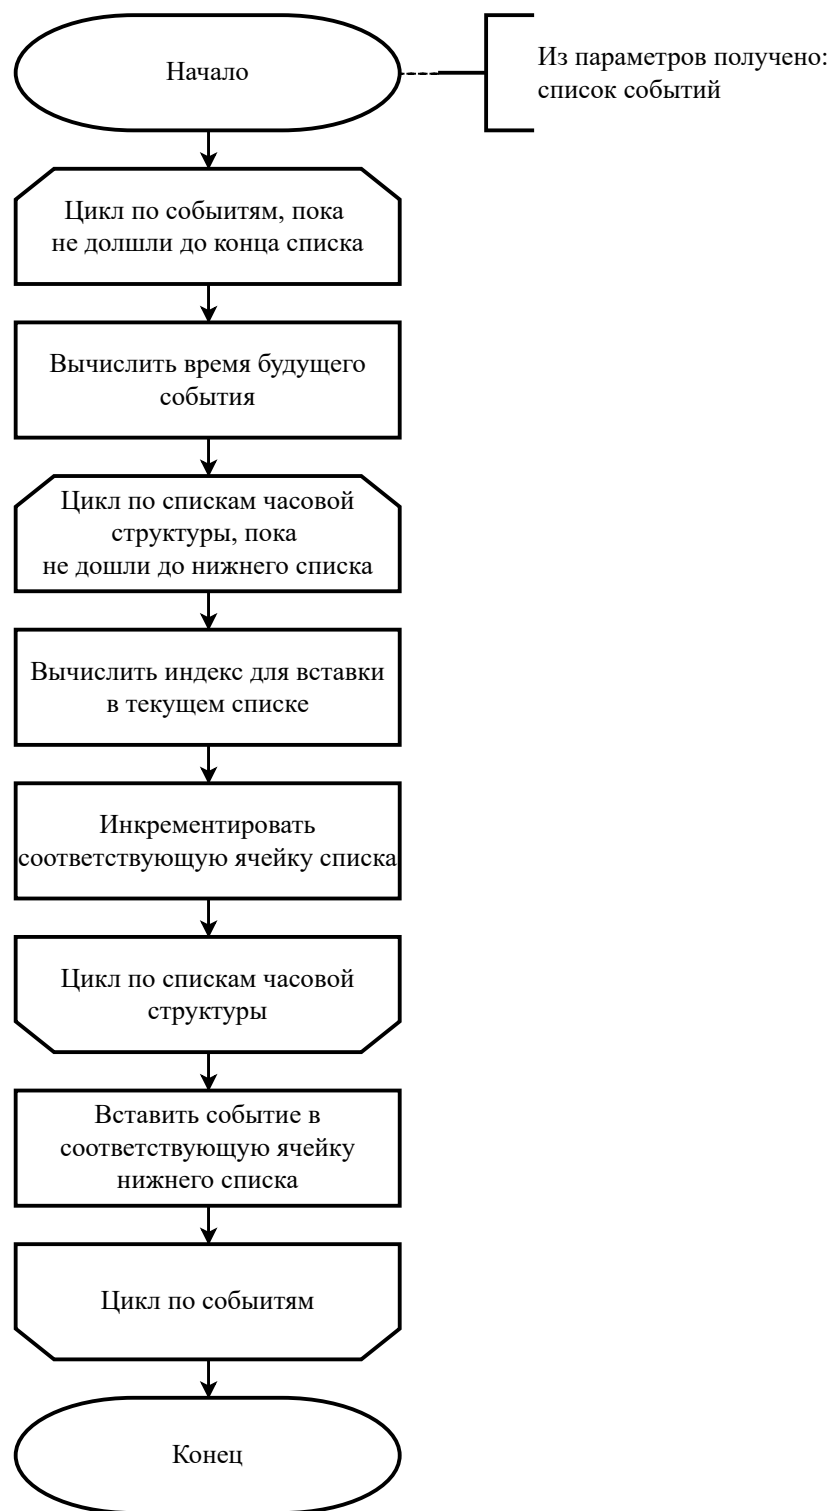 Начало
Из параметров получено:
список событий
Цикл по собыитям, пока
не долшли до конца списка
Вычислить время будущего
события
Цикл по спискам часовой
структуры, пока
не дошли до нижнего списка
Вычислить индекс для вставки
в текущем списке
Инкрементировать
соответствующую ячейку списка
Цикл по спискам часовой
структуры
Вставить событие в
соответствующую ячейку
нижнего списка
Цикл по собыитям
Конец